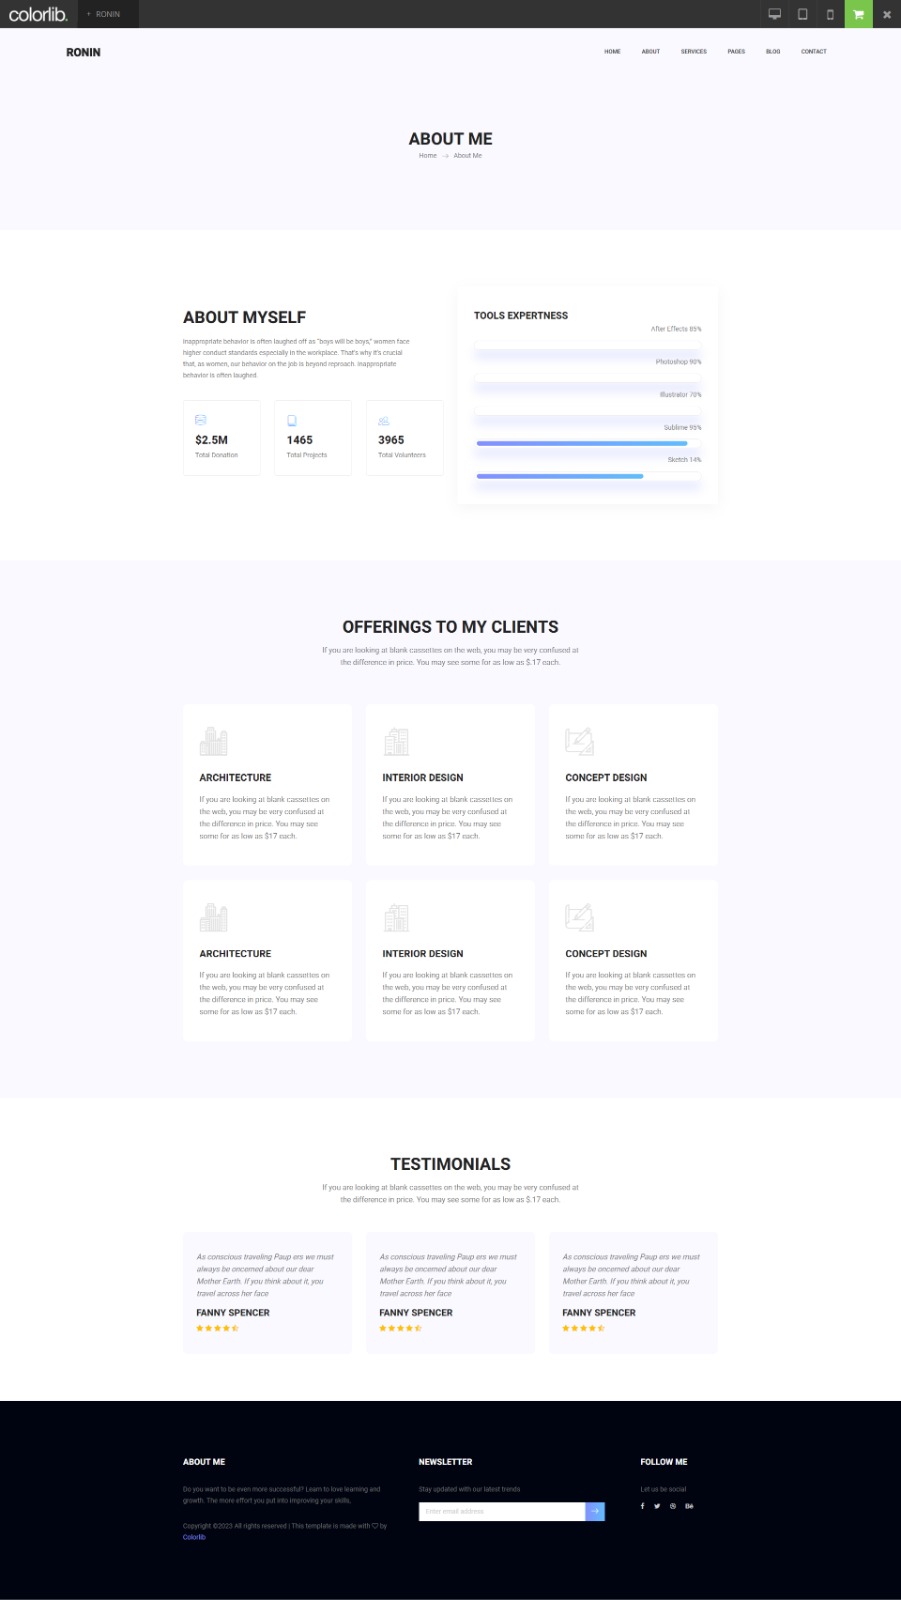 colorlib.
+ RONIN
RONIN
HOME ABOUT SERVICES PAGES BLOG CONTACT
ABOUT ME
Home → About Me
ABOUT MYSELF
inappropriate behavior is often laughed off as "boys will be boys," women face
higher conduct standards especially in the workplace. That's why it's crucial
that, as women, our behavior on the job is beyond reproach. inappropriate
behavior is often laughed.
$2.5M
Total Donation
1465
Total Projects
3965
Total Volunteers
TOOLS EXPERTNESS
After Effects 85%
Photoshop 90%
Illustrator 70%
Sublime 95%
Sketch 14%
OFFERINGS TO MY CLIENTS
If you are looking at blank cassettes on the web, you may be very confused at
the difference in price. You may see some for as low as $.17 each.
ARCHITECTURE
If you are looking at blank cassettes on
the web, you may be very confused at
the difference in price. You may see
some for as low as $17 each.
INTERIOR DESIGN
If you are looking at blank cassettes on
the web, you may be very confused at
the difference in price. You may see
some for as low as $17 each.
CONCEPT DESIGN
If you are looking at blank cassettes on
the web, you may be very confused at
the difference in price. You may see
some for as low as $17 each.
ARCHITECTURE
If you are looking at blank cassettes on
the web, you may be very confused at
the difference in price. You may see
some for as low as $17 each.
INTERIOR DESIGN
If you are looking at blank cassettes on
the web, you may be very confused at
the difference in price. You may see
some for as low as $17 each.
CONCEPT DESIGN
If you are looking at blank cassettes on
the web, you may be very confused at
the difference in price. You may see
some for as low as $17 each.
TESTIMONIALS
If you are looking at blank cassettes on the web, you may be very confused at
the difference in price. You may see some for as low as $.17 each.
As conscious traveling Paup ers we must
always be oncerned about our dear
Mother Earth. If you think about it, you
travel across her face
FANNY SPENCER
As conscious traveling Paup ers we must
always be oncerned about our dear
Mother Earth. If you think about it, you
travel across her face
FANNY SPENCER
As conscious traveling Paup ers we must
always be oncerned about our dear
Mother Earth. If you think about it, you
travel across her face
FANNY SPENCER
ABOUT ME
Do you want to be even more successful? Learn to love learning and
growth. The more effort you put into improving your skills,
Copyright ©2023 All rights reserved | This template is made with ♡ by
Colorlib
NEWSLETTER
Stay updated with our latest trends
Enter email address
FOLLOW ME
Let us be social